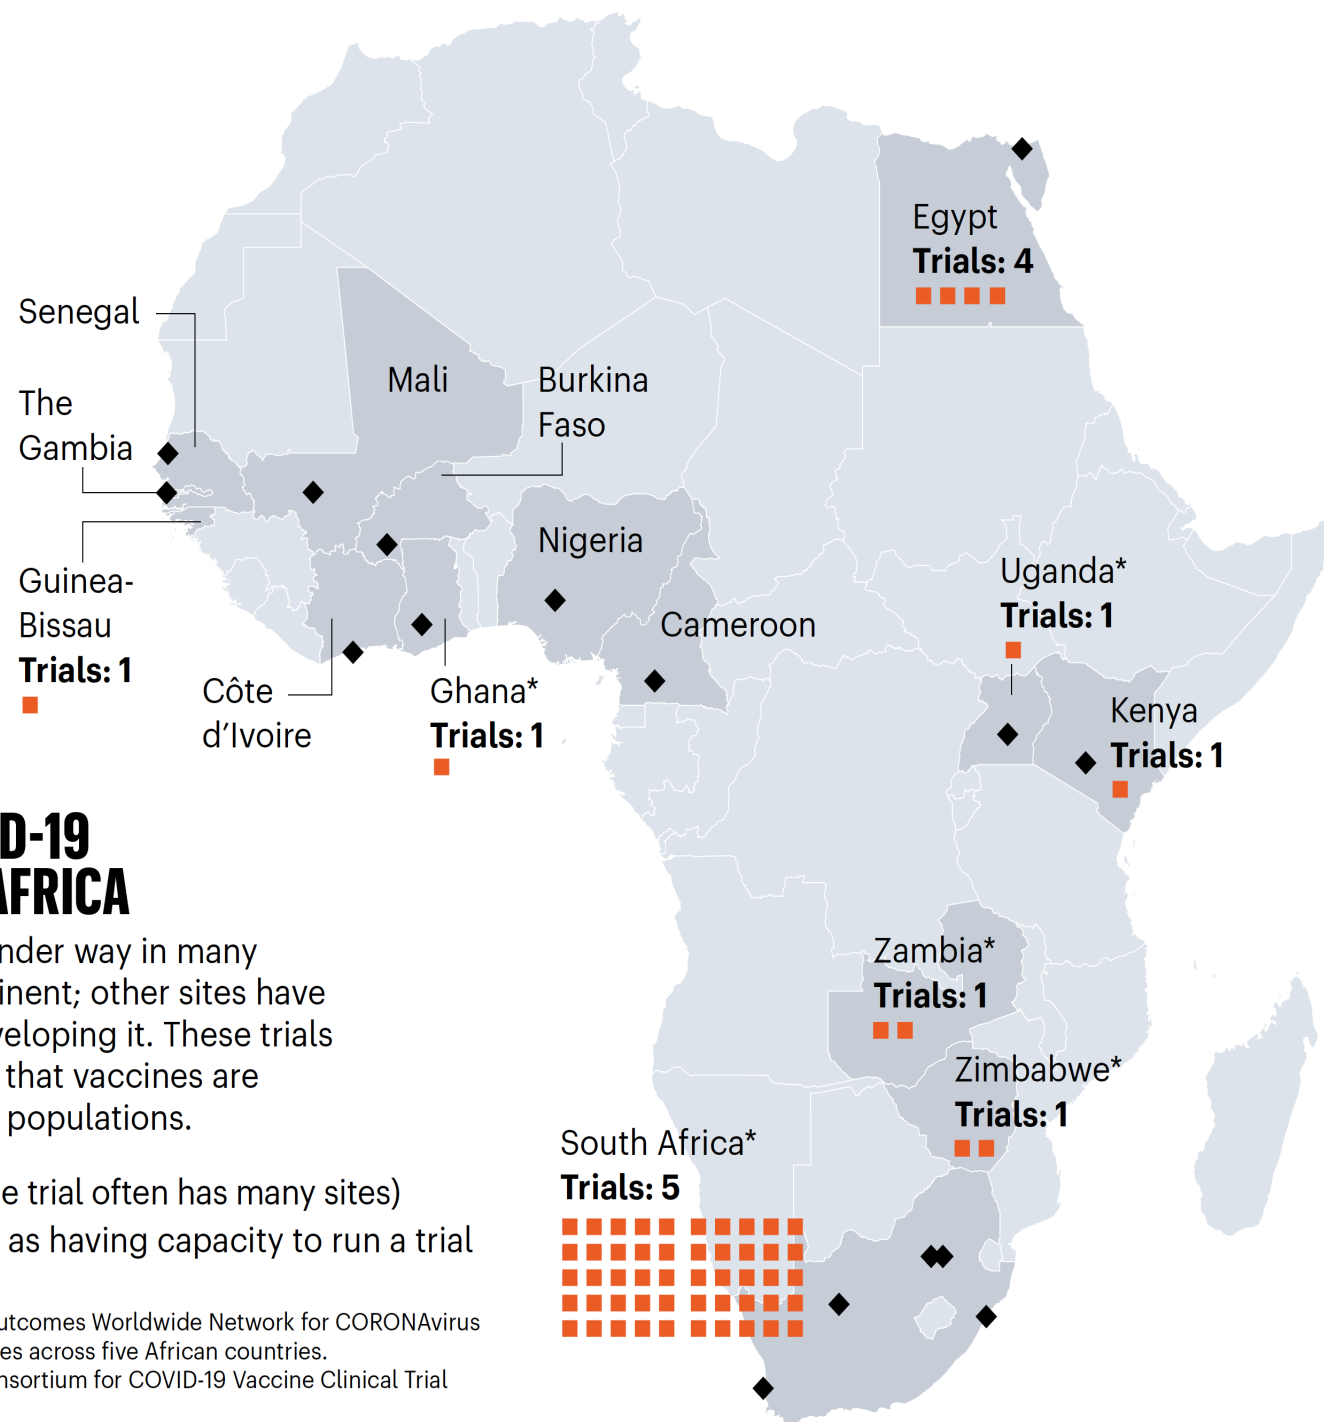 Egypt
Trials: 4
Senegal
Mali
Burkina
Faso
The
Gambia
Nigeria
Uganda*
Trials: 1
Guinea-
Bissau
Trials: 1
Cameroon
Côte
d’Ivoire
Ghana*
Trials: 1
Kenya
Trials: 1
D-19
AFRICA
nder way in many
inent; other sites have
veloping it. These trials
that vaccines are
populations.
Zambia*
Trials: 1
Zimbabwe*
Trials: 1
South Africa*
Trials: 5
e trial often has many sites)
as having capacity to run a trial
utcomes Worldwide Network for CORONAvirus
es across five African countries.
nsortium for COVID-19 Vaccine Clinical Trial